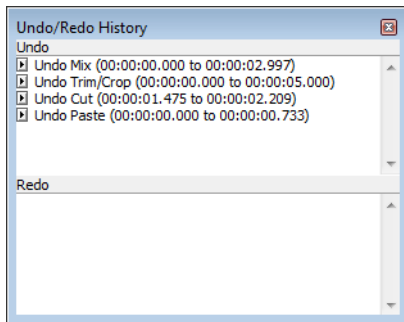 Undo/Redo History
Undo
Undo Mix (00:00:00.000 to 00:00:02.997)
Undo Trim/Crop (00:00:00.000 to 00:00:05.000)
Undo Cut (00:00:01.475 to 00:00:02.209)
Undo Paste (00:00:00.000 to 00:00:00.733)
Redo